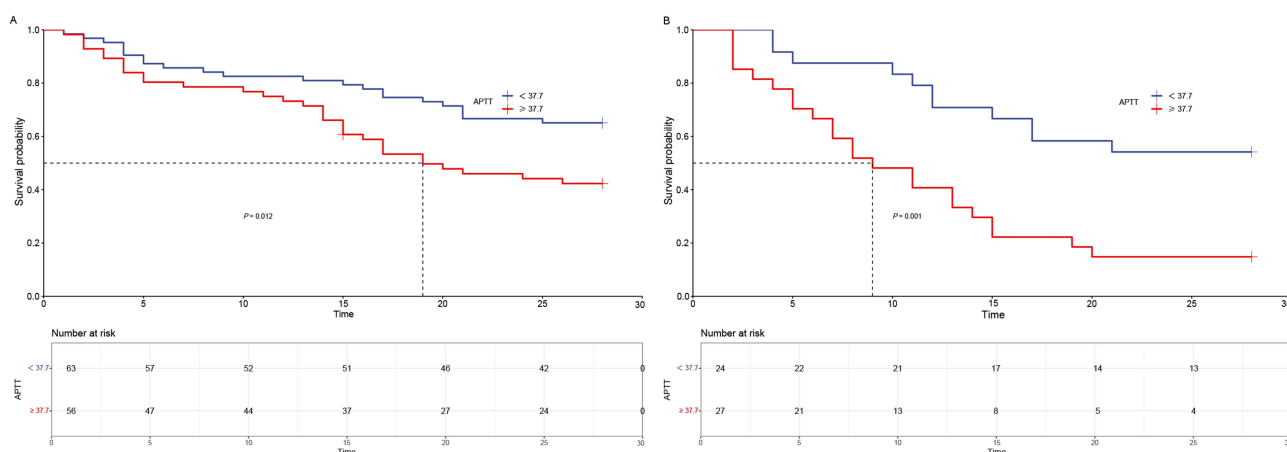 A
1.0
0.8
0.6
0.4
0.2
0.0
Survival probability
APTT
< 37.7
⩾ 37.7
P = 0.012
0 5 10 15 20 25 30
Time
Number at risk
APTT
< 37.7 63 57 52 51 46 42 0
≥ 37.7 56 47 44 37 27 24 0
0 5 10 15 20 25 30
Time
B
1.0
0.8
0.6
0.4
0.2
0.0
Survival probability
APTT
< 37.7
⩾ 37.7
P = 0.001
0 5 10 15 20 25 30
Time
Number at risk
APTT
< 37.7 24 22 21 17 14 13
≥ 37.7 27 21 13 8 5 4
0 5 10 15 20 25 30
Time